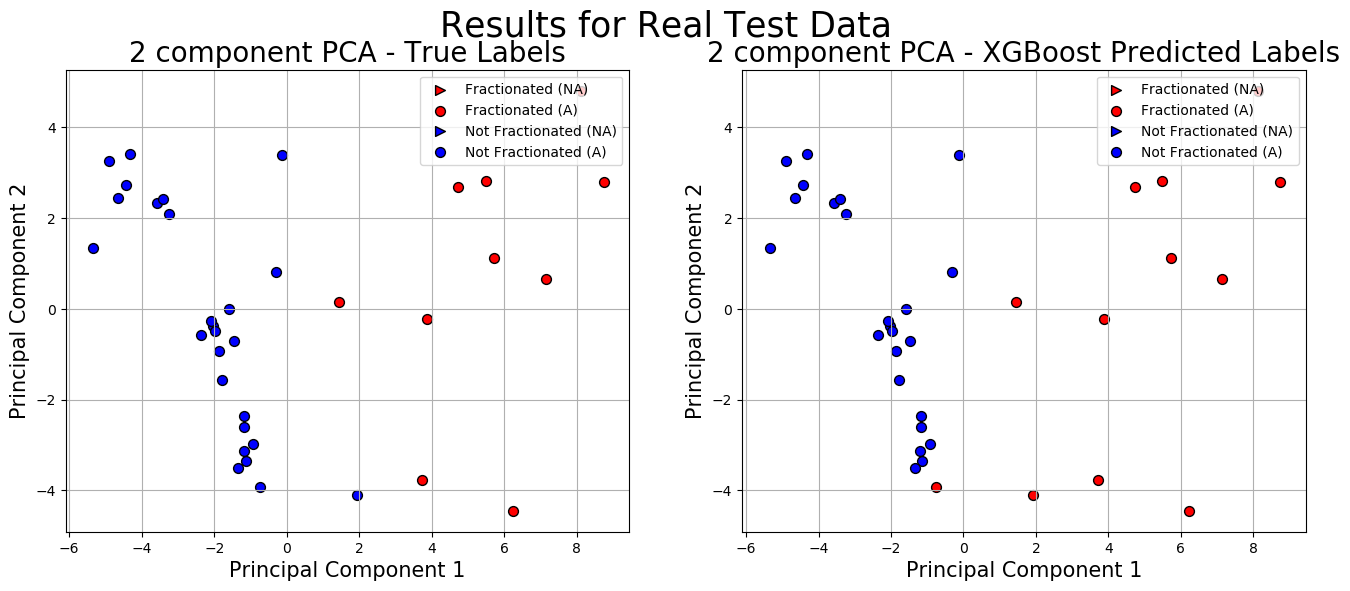 Results for Real Test Data
2 component PCA - True Labels
Fractionated (NA)
Fractionated (A)
Not Fractionated (NA)
Not Fractionated (A)
4
2
0
−2
−4
Principal Component 2
−6 −4 −2 0 2 4 6 8
Principal Component 1
2 component PCA - XGBoost Predicted Labels
Fractionated (NA)
Fractionated (A)
Not Fractionated (NA)
Not Fractionated (A)
4
2
0
−2
−4
Principal Component 2
−6 −4 −2 0 2 4 6 8
Principal Component 1